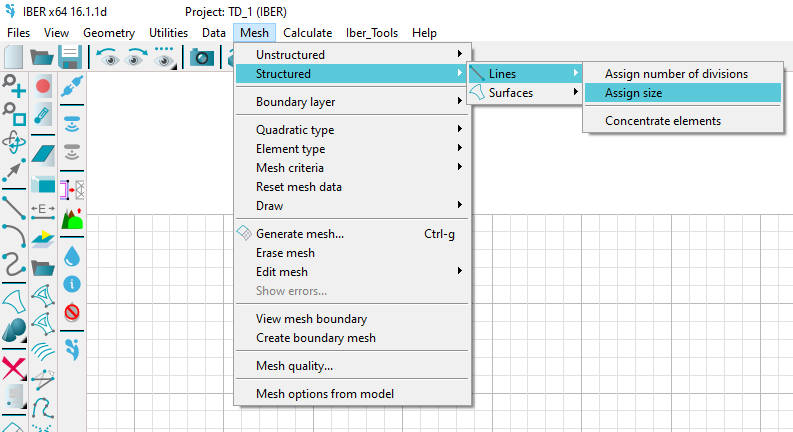 IBER x64 16.1.1d Project: TD_1 (IBER)
Files View Geometry Utilities Data Mesh Calculate Iber_Tools Help
Unstructured
Structured
Boundary layer
Quadratic type
Element type
Mesh criteria
Reset mesh data
Draw
Generate mesh... Ctrl-g
Erase mesh
Edit mesh
Show errors...
View mesh boundary
Create boundary mesh
Mesh quality...
Mesh options from model
Lines
Surfaces
Assign number of divisions
Assign size
Concentrate elements
E